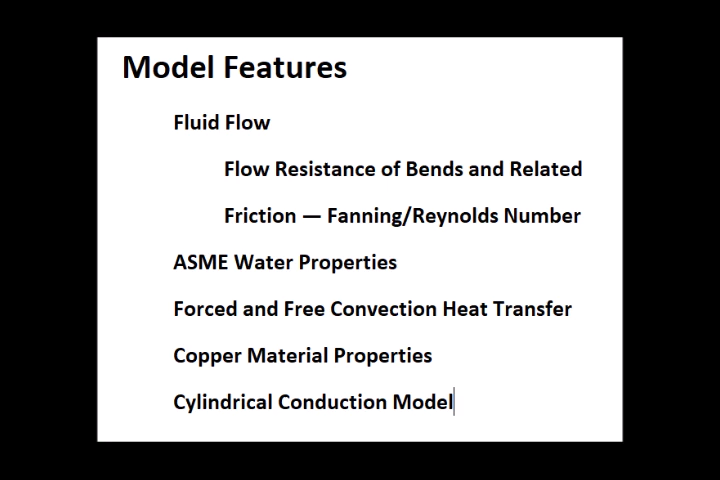 Model Features
Fluid Flow
Flow Resistance of Bends and Related
Friction — Fanning/Reynolds Number
ASME Water Properties
Forced and Free Convection Heat Transfer
Copper Material Properties
Cylindrical Conduction Model